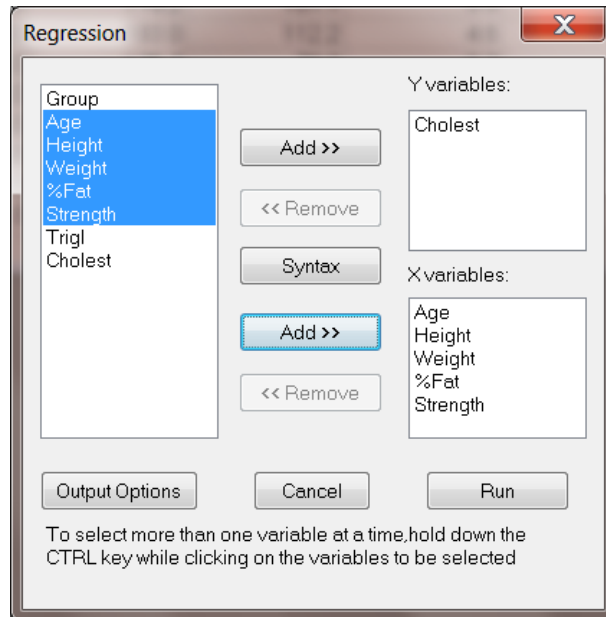 Regression
X
Group
Age
Height
Weight
%Fat
Strength
Trigl
Cholest
Add >>
<< Remove
Syntax
Add >>
<< Remove
Y variables:
Cholest
X variables:
Age
Height
Weight
%Fat
Strength
Output Options
Cancel
Run
To select more than one variable at a time,hold down the
CTRL key while clicking on the variables to be selected